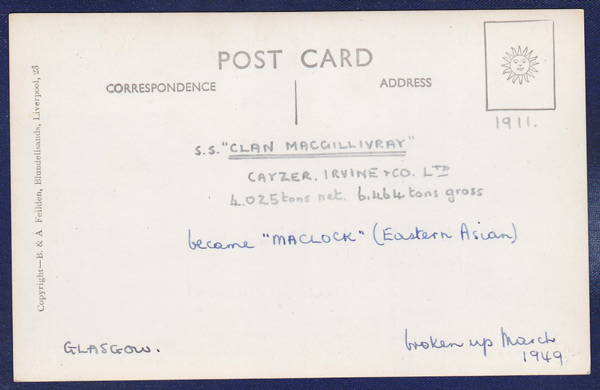 POST CARD
CORRESPONDENCE
ADDRESS
1911.
S.S. "CLAN MACGILLIVRAY"
CAYZER, IRVINE & CO. LTD
4,025 tons net. 6,464 tons gross
became "MACLOCK" (Eastern Asian)
GLASGOW.
broken up March
1949
Copyright—B. & A. Feilden, Blundellsands, Liverpool, 23